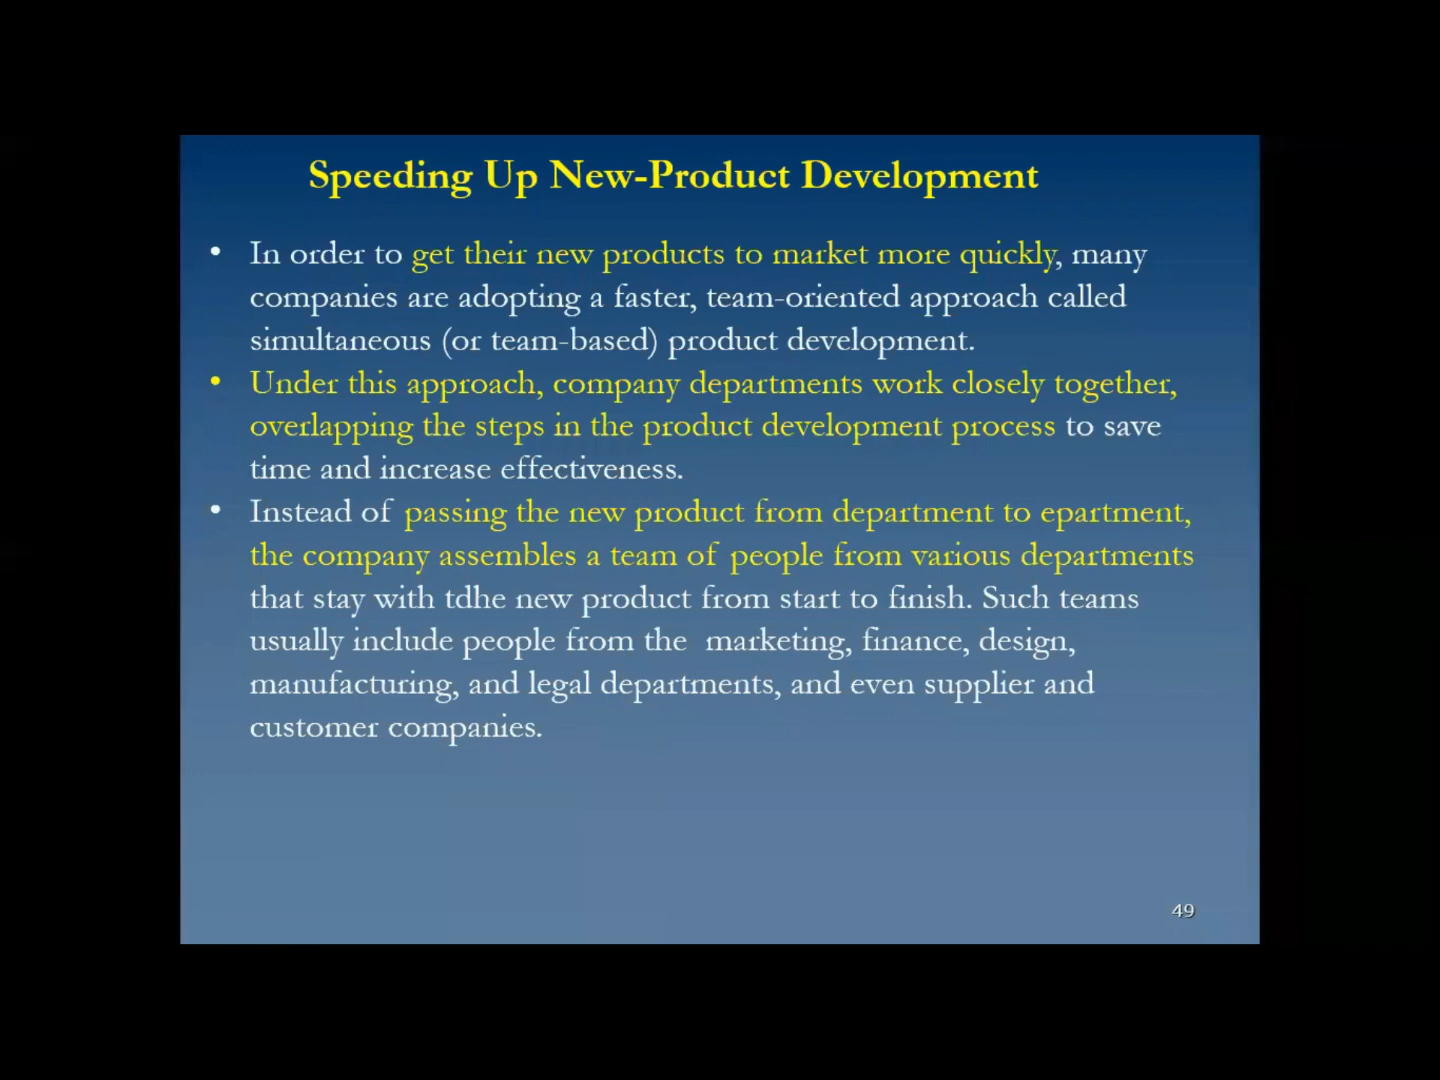 Speeding Up New-Product Development
• In order to get their new products to market more quickly, many
companies are adopting a faster, team-oriented approach called
simultaneous (or team-based) product development.
• Under this approach, company departments work closely together,
overlapping the steps in the product development process to save
time and increase effectiveness.
• Instead of passing the new product from department to epartment,
the company assembles a team of people from various departments
that stay with tdhe new product from start to finish. Such teams
usually include people from the marketing, finance, design,
manufacturing, and legal departments, and even supplier and
customer companies.
49